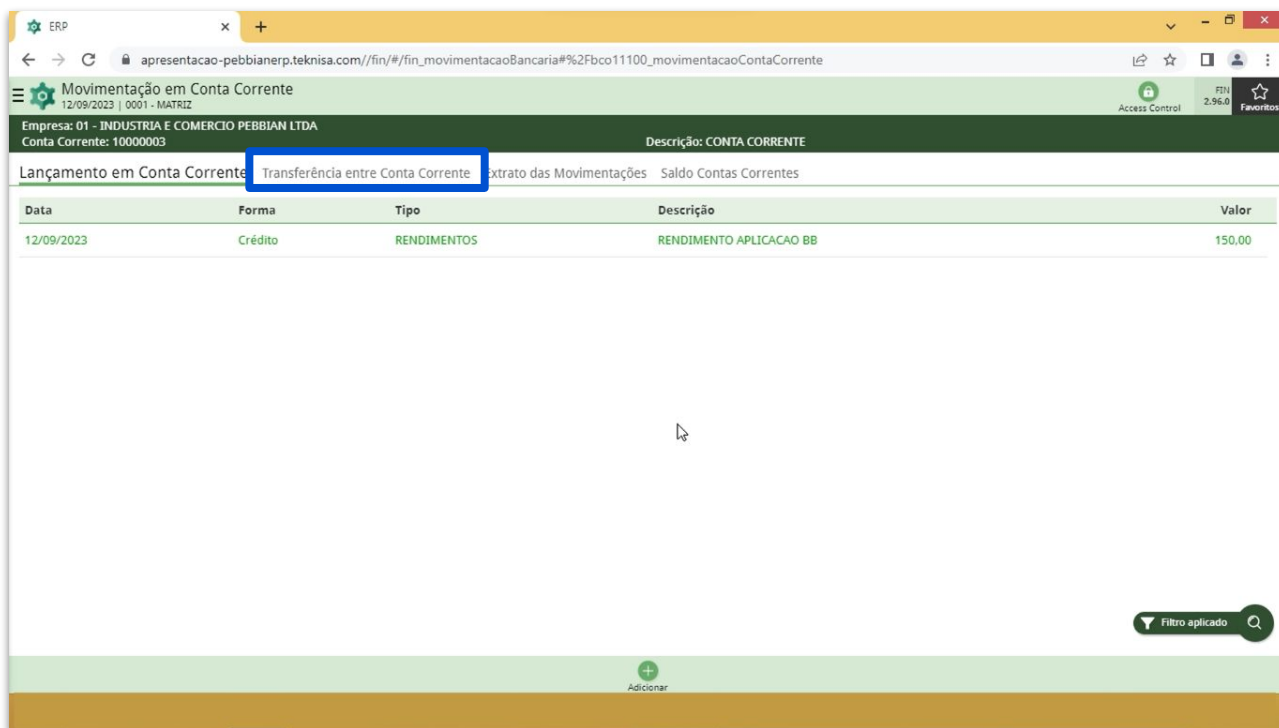 ERP
apresentacao-pebbianerp.teknisa.com//fin/#/fin_movimentacaoBancaria#%2Fbco11100_movimentacaoContaCorrente
Movimentação em Conta Corrente
12/09/2023 | 0001 - MATRIZ
Access Control
FIN
2.96.0
Favoritos
Empresa: 01 - INDUSTRIA E COMERCIO PEBBIAN LTDA
Conta Corrente: 10000003 Descrição: CONTA CORRENTE
Lançamento em Conta Corrente Transferência entre Conta Corrente Extrato das Movimentações Saldo Contas Correntes
Data Forma Tipo Descrição Valor
12/09/2023 Crédito RENDIMENTOS RENDIMENTO APLICACAO BB 150,00
Filtro aplicado
Adicionar